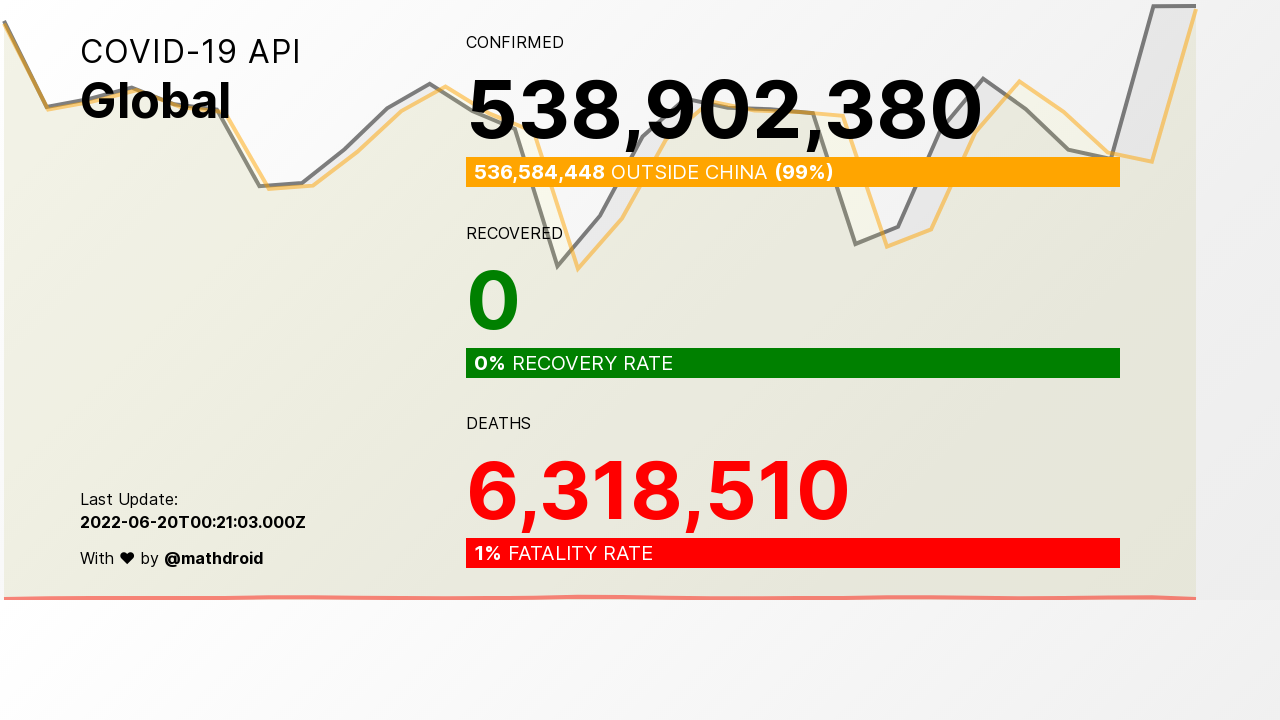 COVID-19 API
Global
CONFIRMED
538,902,380
536,584,448 OUTSIDE CHINA (99%)
RECOVERED
0
0% RECOVERY RATE
DEATHS
6,318,510
1% FATALITY RATE
Last Update:
2022-06-20T00:21:03.000Z
With ♥ by @mathdroid